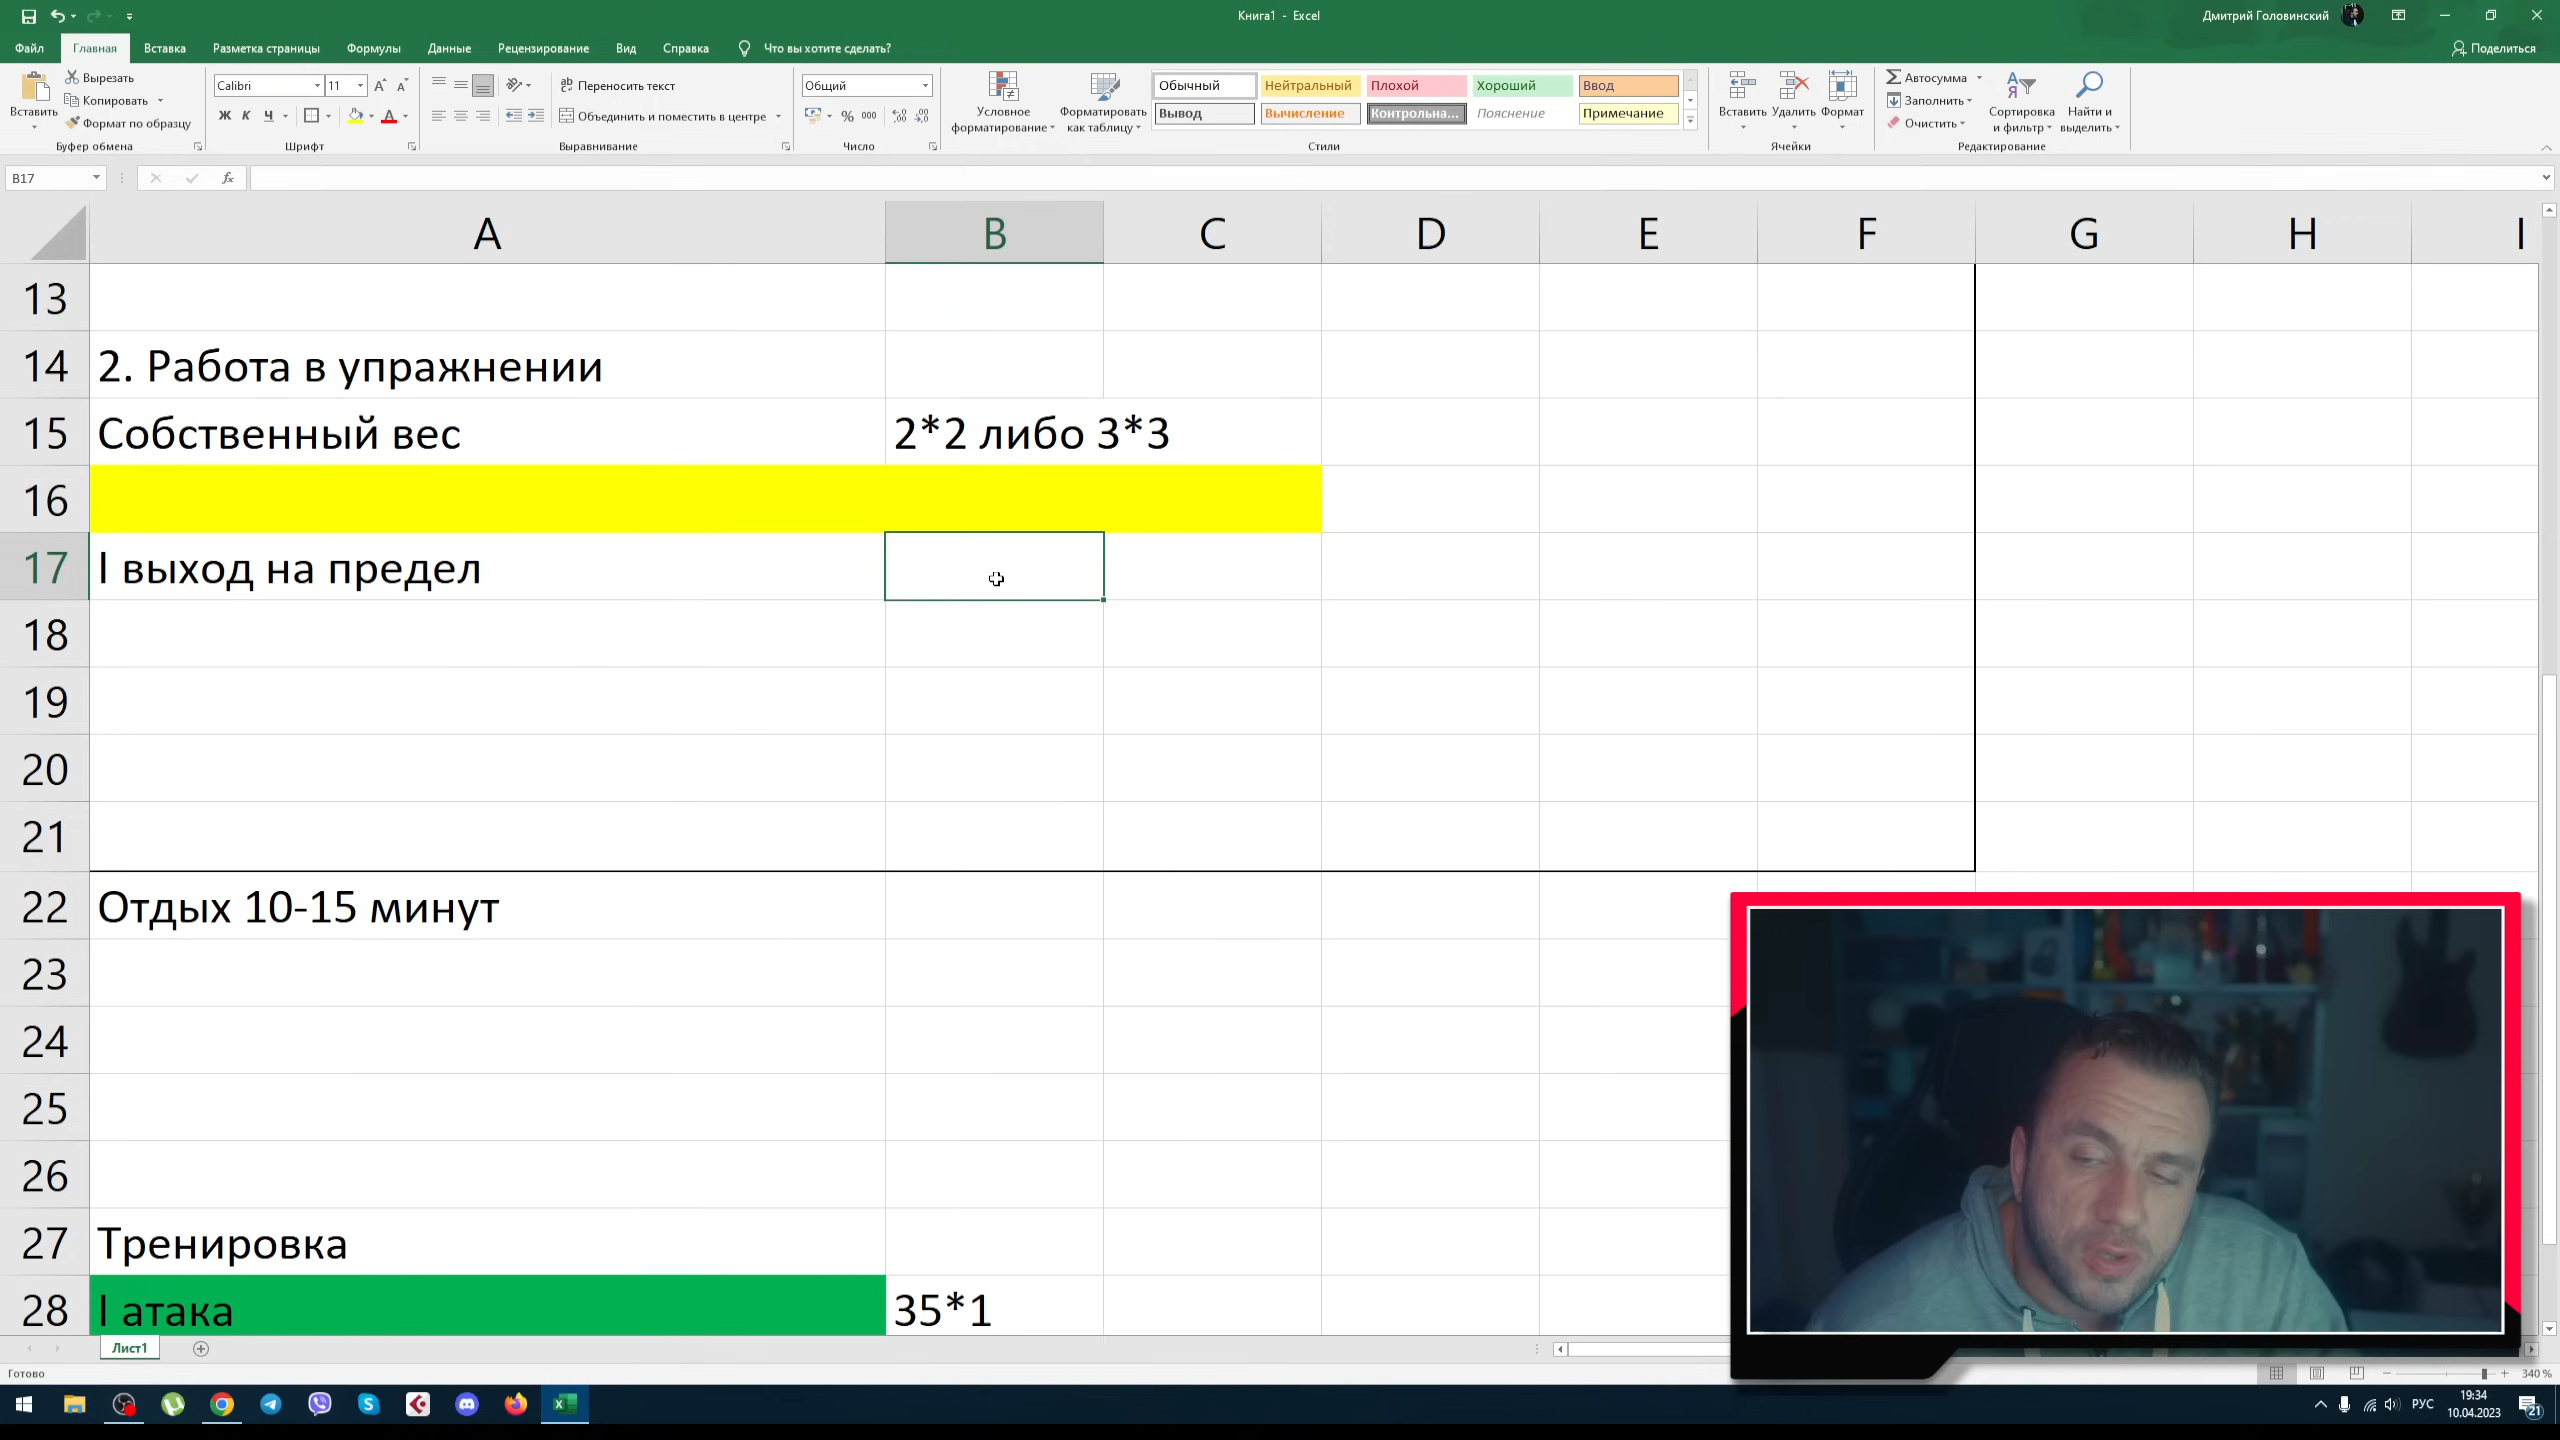 Книга1 - Excel
Дмитрий Головинский
Файл Главная Вставка Разметка страницы Формулы Данные Рецензирование Вид Справка Что вы хотите сделать? Поделиться
Вставить
Вырезать
Копировать
Формат по образцу
Буфер обмена
Calibri 11
Ж К Ч
Шрифт
Переносить текст
Объединить и поместить в центре
Выравнивание
Общий
% 000
Число
Условное форматирование
Форматировать как таблицу
Обычный Нейтральный Плохой Хороший Ввод
Вывод Вычисление Контрольна... Пояснение Примечание
Стили
Вставить Удалить Формат
Ячейки
Автосумма
Заполнить
Очистить
Сортировка и фильтр
Найти и выделить
Редактирование
B17
fx
A B C D E F G H I
13
14 2. Работа в упражнении
15 Собственный вес 2*2 либо 3*3
16
17 I выход на предел
18
19
20
21
22 Отдых 10-15 минут
23
24
25
26
27 Тренировка
28 I атака 35*1
Лист1
Готово
340 %
РУС
19:34
10.04.2023
21